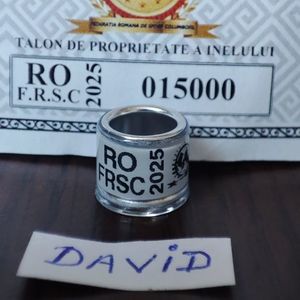 FEDERATIA ROMANA DE SPORT COLUMBOFIL
TALON DE PROPRIETATE A INELULUI
RO
F.R.S.C
2025
015000
RO
FRSC
2025
DAVID